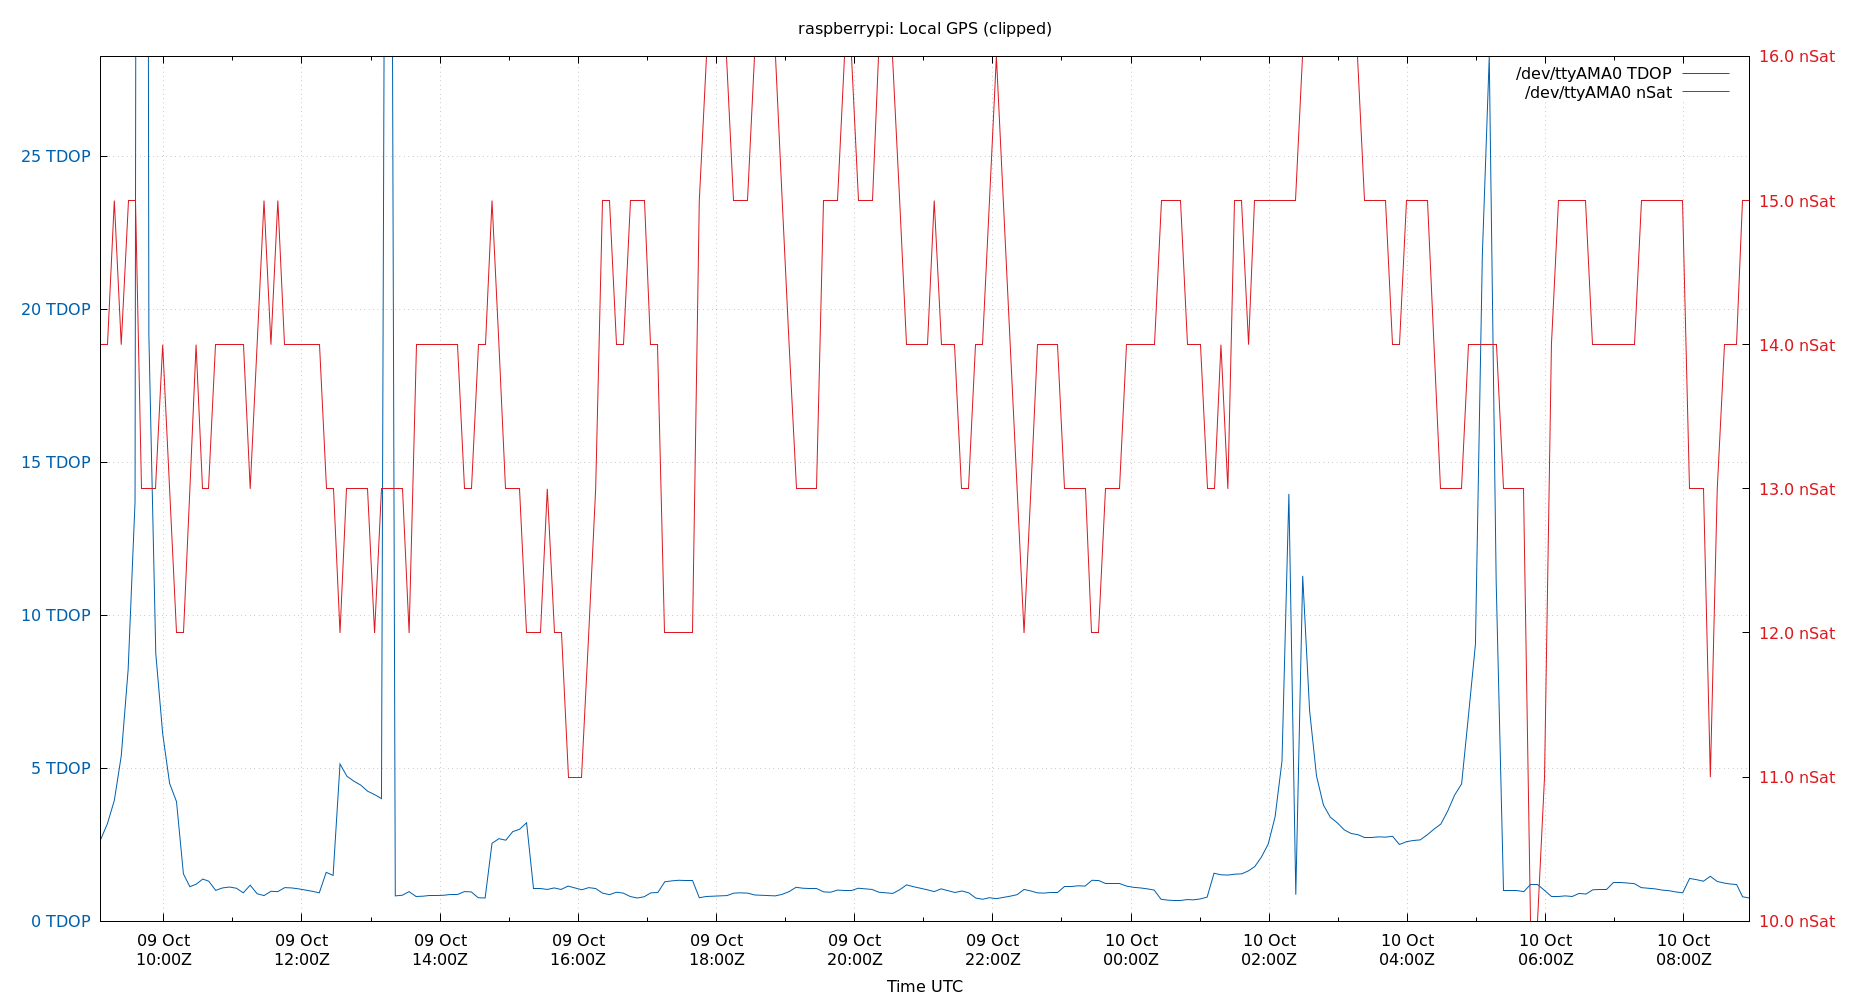 raspberrypi: Local GPS (clipped)
/dev/ttyAMA0 TDOP
/dev/ttyAMA0 nSat
25 TDOP
20 TDOP
15 TDOP
10 TDOP
5 TDOP
0 TDOP
16.0 nSat
15.0 nSat
14.0 nSat
13.0 nSat
12.0 nSat
11.0 nSat
10.0 nSat
09 Oct
10:00Z
09 Oct
12:00Z
09 Oct
14:00Z
09 Oct
16:00Z
09 Oct
18:00Z
09 Oct
20:00Z
09 Oct
22:00Z
10 Oct
00:00Z
10 Oct
02:00Z
10 Oct
04:00Z
10 Oct
06:00Z
10 Oct
08:00Z
Time UTC